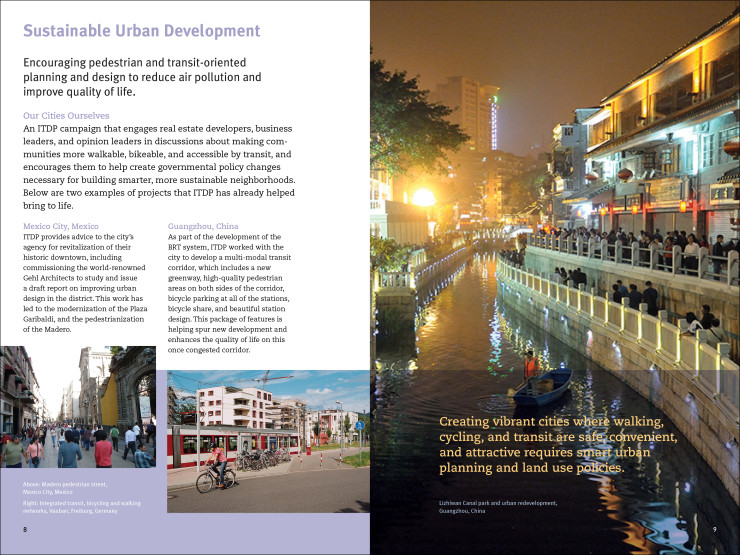 Sustainable Urban Development
Encouraging pedestrian and transit-oriented
planning and design to reduce air pollution and
improve quality of life.
Our Cities Ourselves
An ITDP campaign that engages real estate developers, business
leaders, and opinion leaders in discussions about making com-
munities more walkable, bikeable, and accessible by transit, and
encourages them to help create governmental policy changes
necessary for building smarter, more sustainable neighborhoods.
Below are two examples of projects that ITDP has already helped
bring to life.
Mexico City, Mexico
ITDP provides advice to the city's
agency for revitalization of their
historic downtown, including
commissioning the world-renowned
Gehl Architects to study and issue
a draft report on improving urban
design in the district. This work has
led to the modernization of the Plaza
Garibaldi, and the pedestrianization
of the Madero.
Guangzhou, China
As part of the development of the
BRT system, ITDP worked with the
city to develop a multi-modal transit
corridor, which includes a new
greenway, high-quality pedestrian
areas on both sides of the corridor,
bicycle parking at all of the stations,
bicycle share, and beautiful station
design. This package of features is
helping spur new development and
enhances the quality of life on this
once congested corridor.
Above: Madero pedestrian street,
Mexico City, Mexico
Right: Integrated transit, bicycling and walking
networks, Vauban, Freiburg, Germany
8
Creating vibrant cities where walking,
cycling, and transit are safe, convenient,
and attractive requires smart urban
planning and land use policies.
Lizhiwan Canal park and urban redevelopment,
Guangzhou, China
9